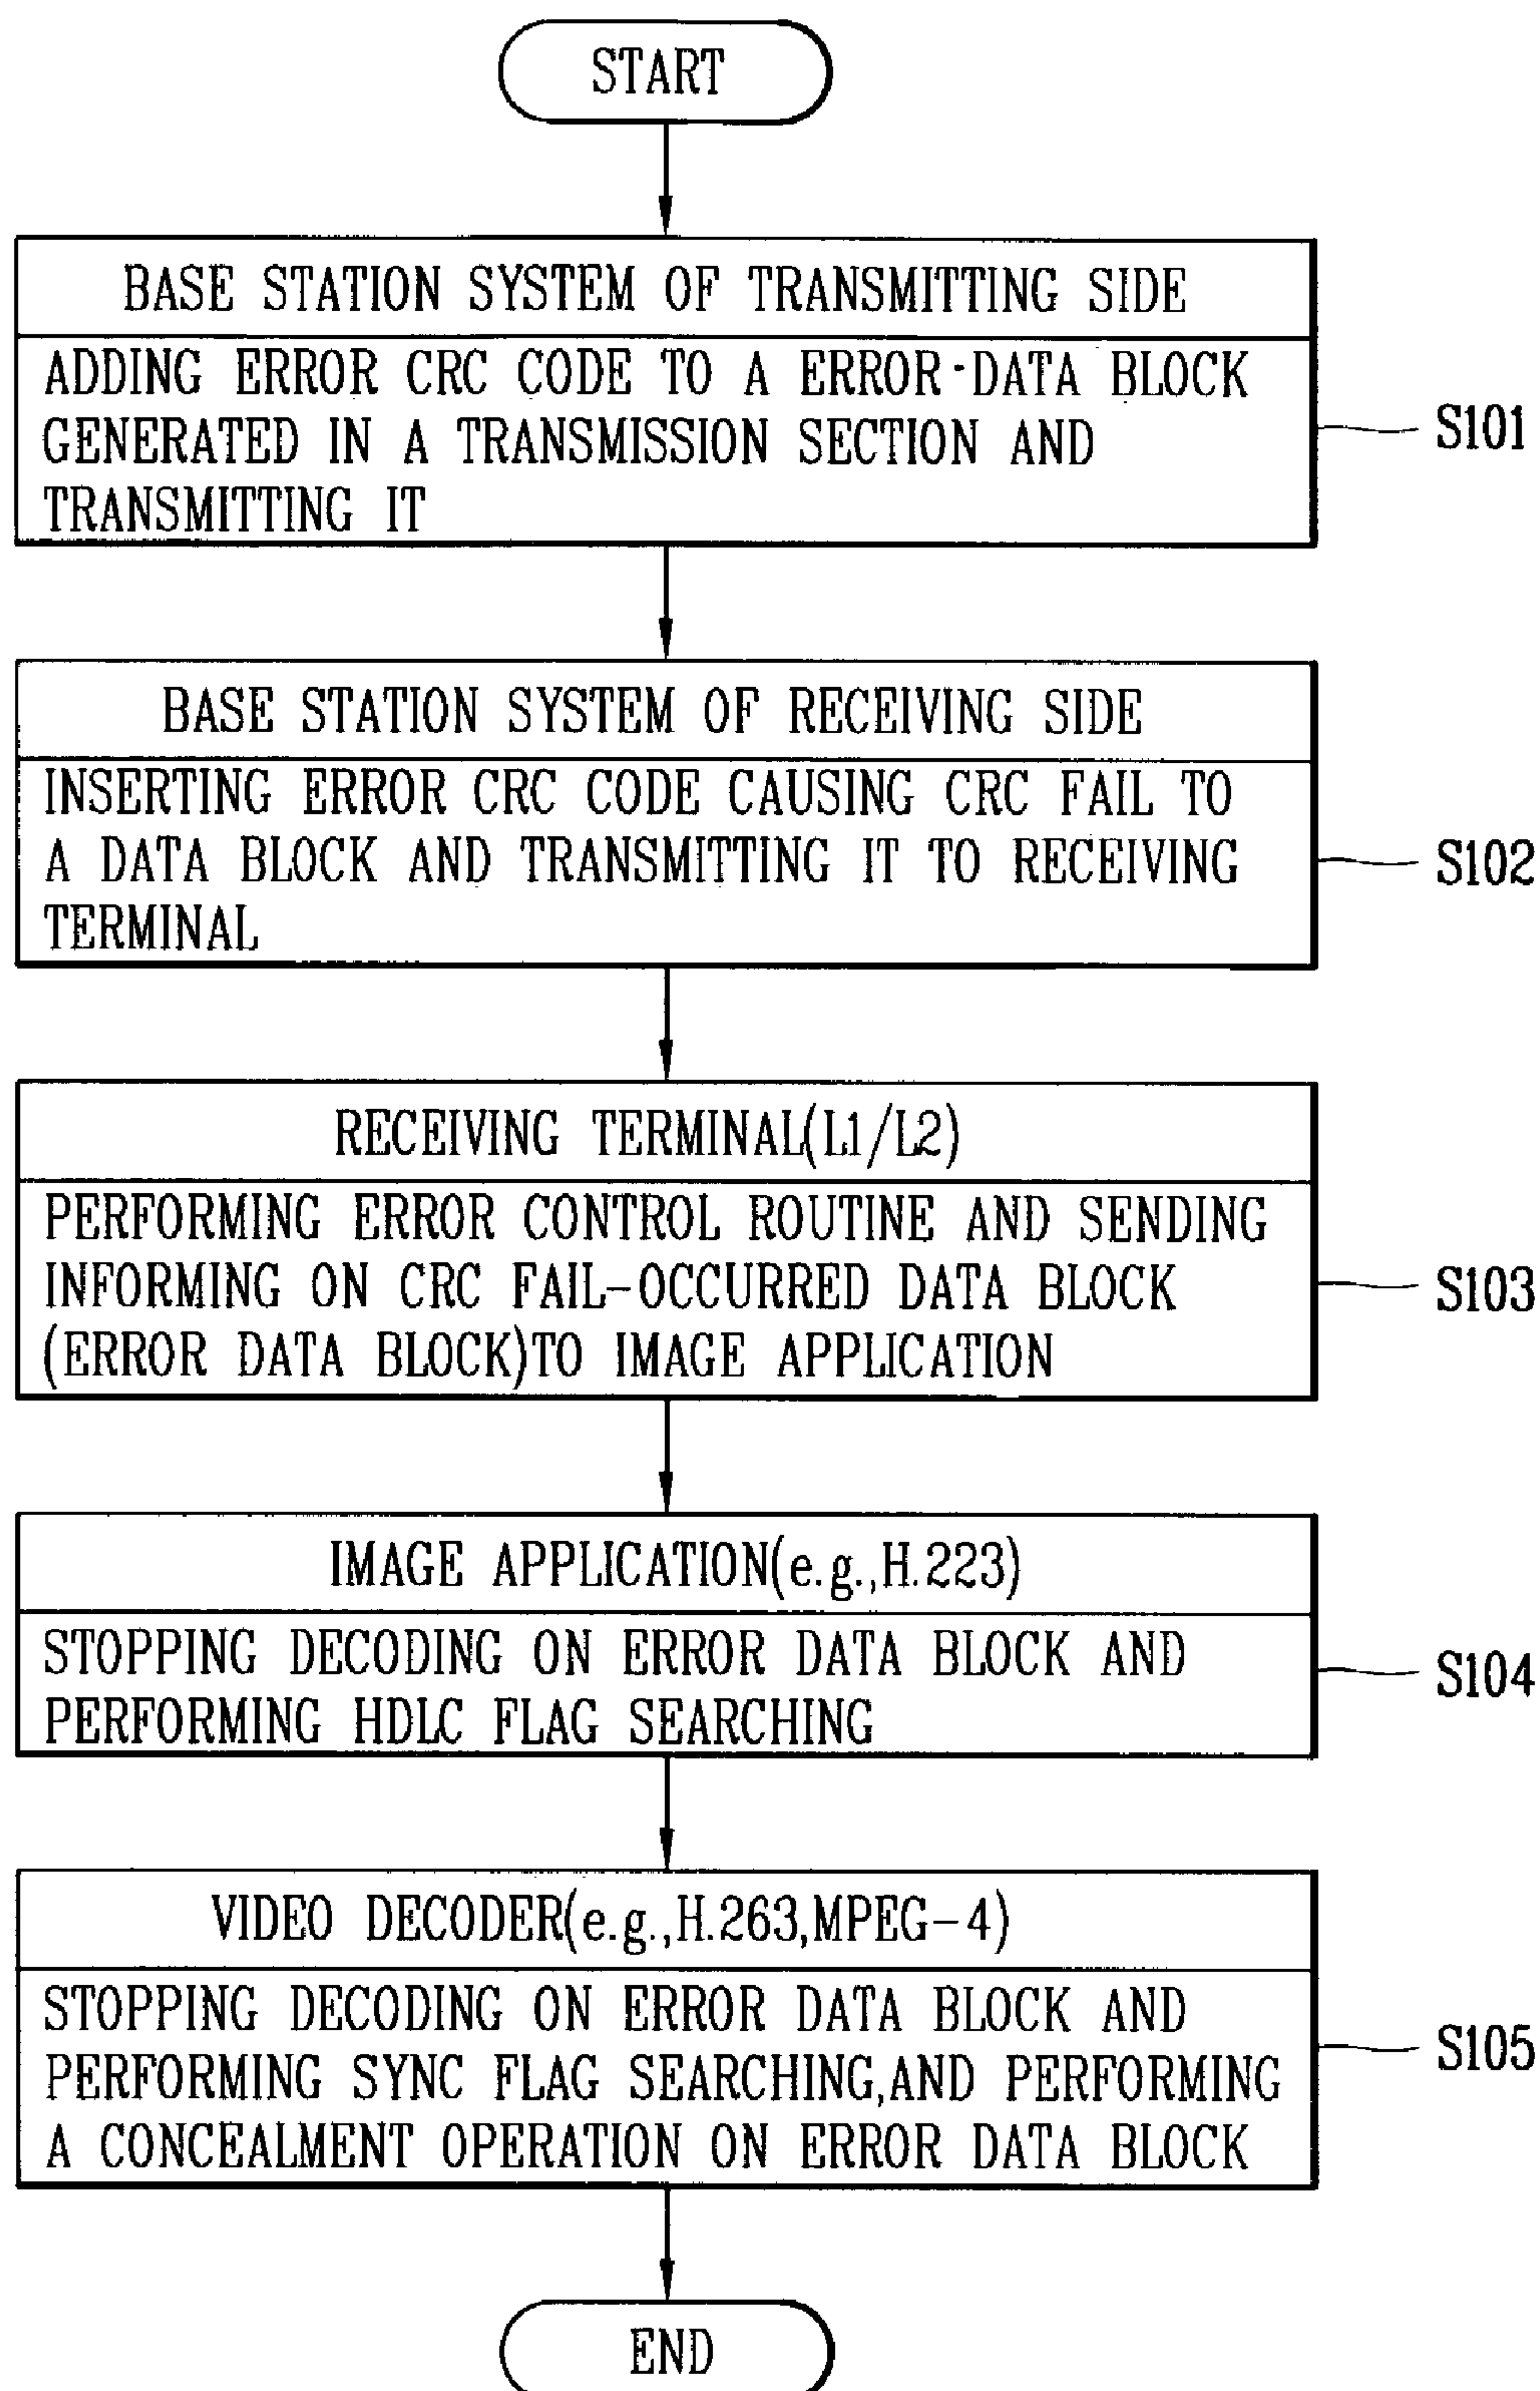 START
BASE STATION SYSTEM OF TRANSMITTING SIDE
ADDING ERROR CRC CODE TO A ERROR-DATA BLOCK
GENERATED IN A TRANSMISSION SECTION AND
TRANSMITTING IT
S101
BASE STATION SYSTEM OF RECEIVING SIDE
INSERTING ERROR CRC CODE CAUSING CRC FAIL TO
A DATA BLOCK AND TRANSMITTING IT TO RECEIVING
TERMINAL
S102
RECEIVING TERMINAL(L1/L2)
PERFORMING ERROR CONTROL ROUTINE AND SENDING
INFORMING ON CRC FAIL-OCCURRED DATA BLOCK
(ERROR DATA BLOCK)TO IMAGE APPLICATION
S103
IMAGE APPLICATION(e.g.,H.223)
STOPPING DECODING ON ERROR DATA BLOCK AND
PERFORMING HDLC FLAG SEARCHING
S104
VIDEO DECODER(e.g.,H.263,MPEG-4)
STOPPING DECODING ON ERROR DATA BLOCK AND
PERFORMING SYNC FLAG SEARCHING,AND PERFORMING
A CONCEALMENT OPERATION ON ERROR DATA BLOCK
S105
END